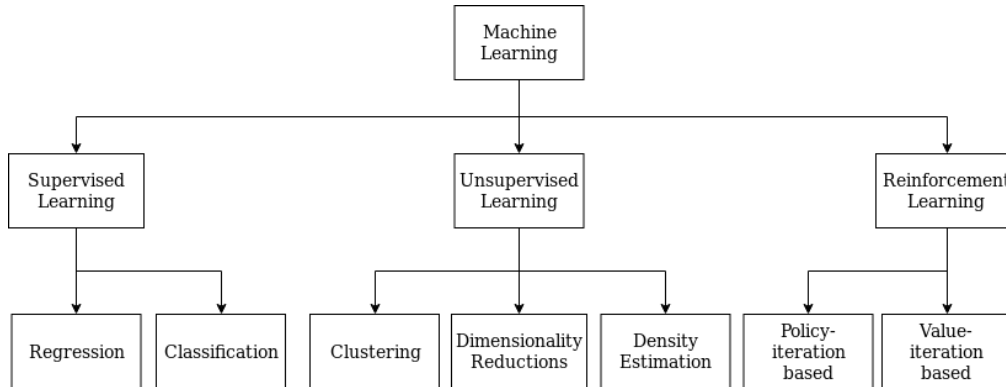 Machine
Learning
Supervised
Learning
Unsupervised
Learning
Reinforcement
Learning
Regression
Classification
Clustering
Dimensionality
Reductions
Density
Estimation
Policy-
iteration
based
Value-
iteration
based